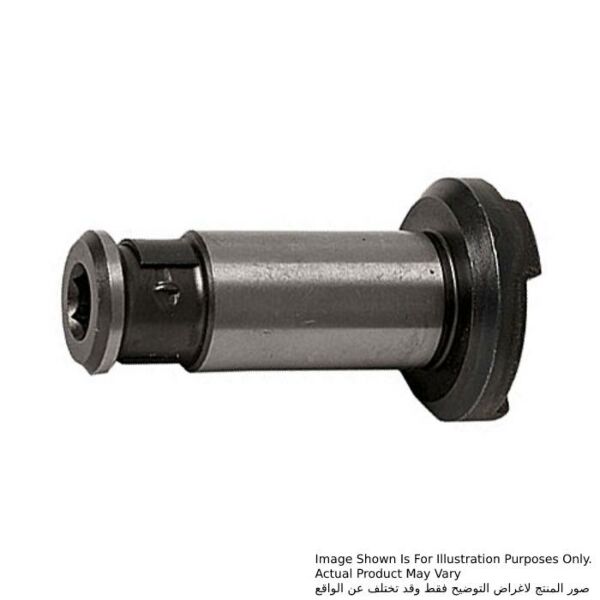 Image Shown Is For Illustration Purposes Only.
Actual Product May Vary
صور المنتج لاغراض التوضيح فقط وقد تختلف عن الواقع